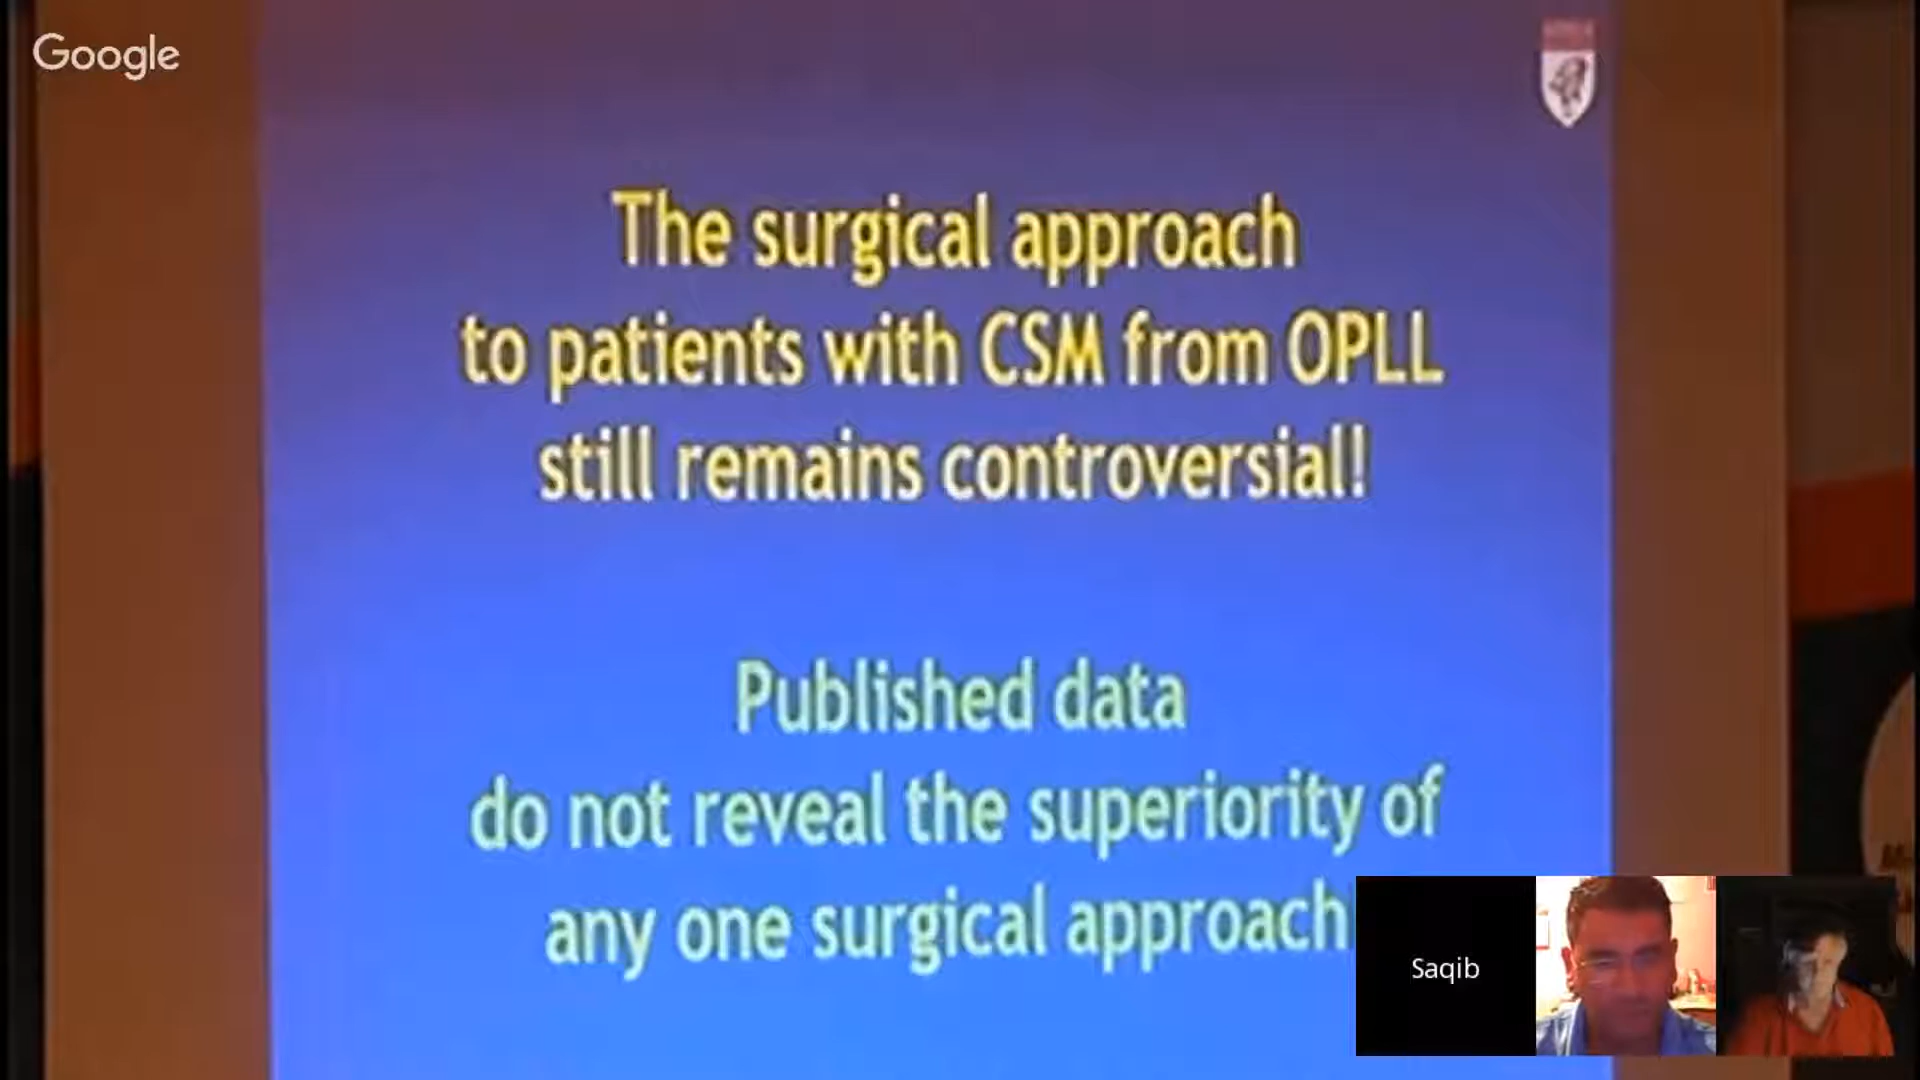 Google
The surgical approach
to patients with CSM from OPLL
still remains controversial!
Published data
do not reveal the superiority of
any one surgical approach
Saqib